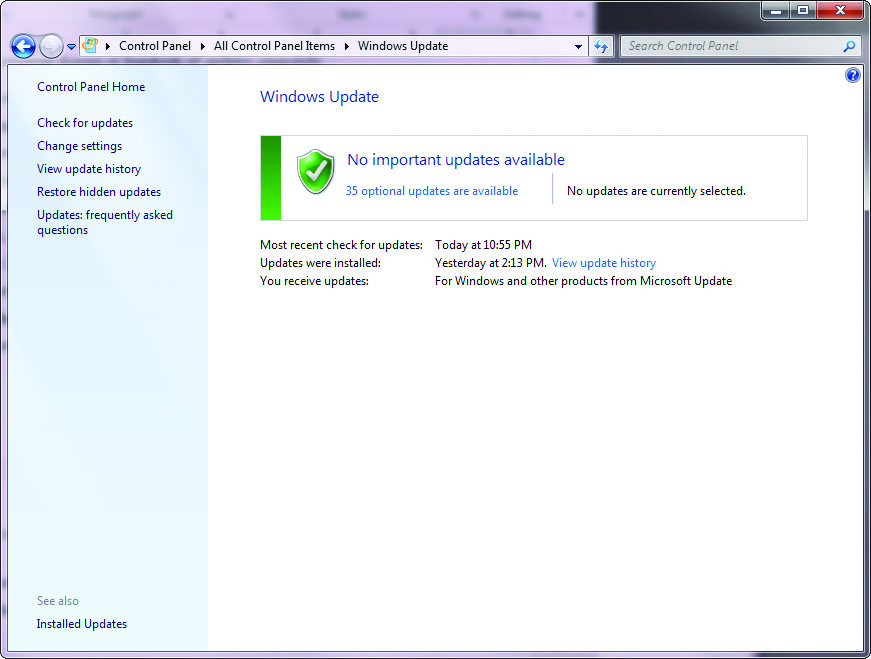 Control Panel
All Control Panel Items
Windows Update
Search Control Panel
Control Panel Home
Check for updates
Change settings
View update history
Restore hidden updates
Updates: frequently asked
questions
See also
Installed Updates
Windows Update
No important updates available
35 optional updates are available
No updates are currently selected.
Most recent check for updates: Today at 10:55 PM
Updates were installed: Yesterday at 2:13 PM. View update history
You receive updates: For Windows and other products from Microsoft Update